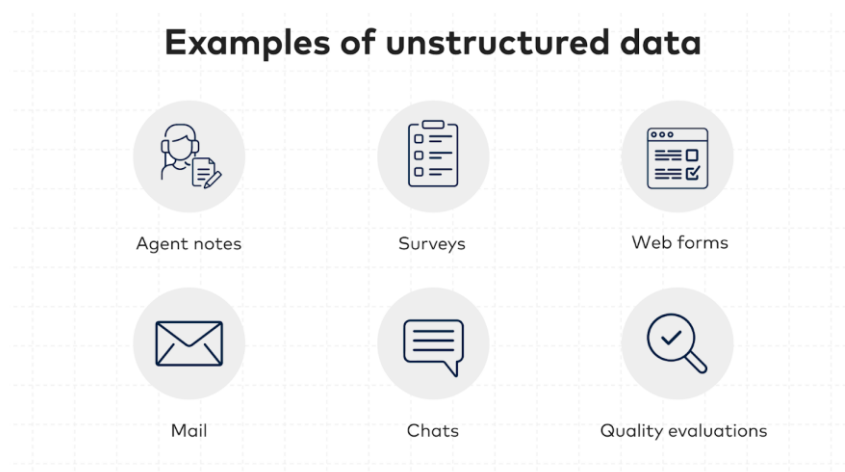 Examples of unstructured data
Agent notes
Surveys
Web forms
Mail
Chats
Quality evaluations